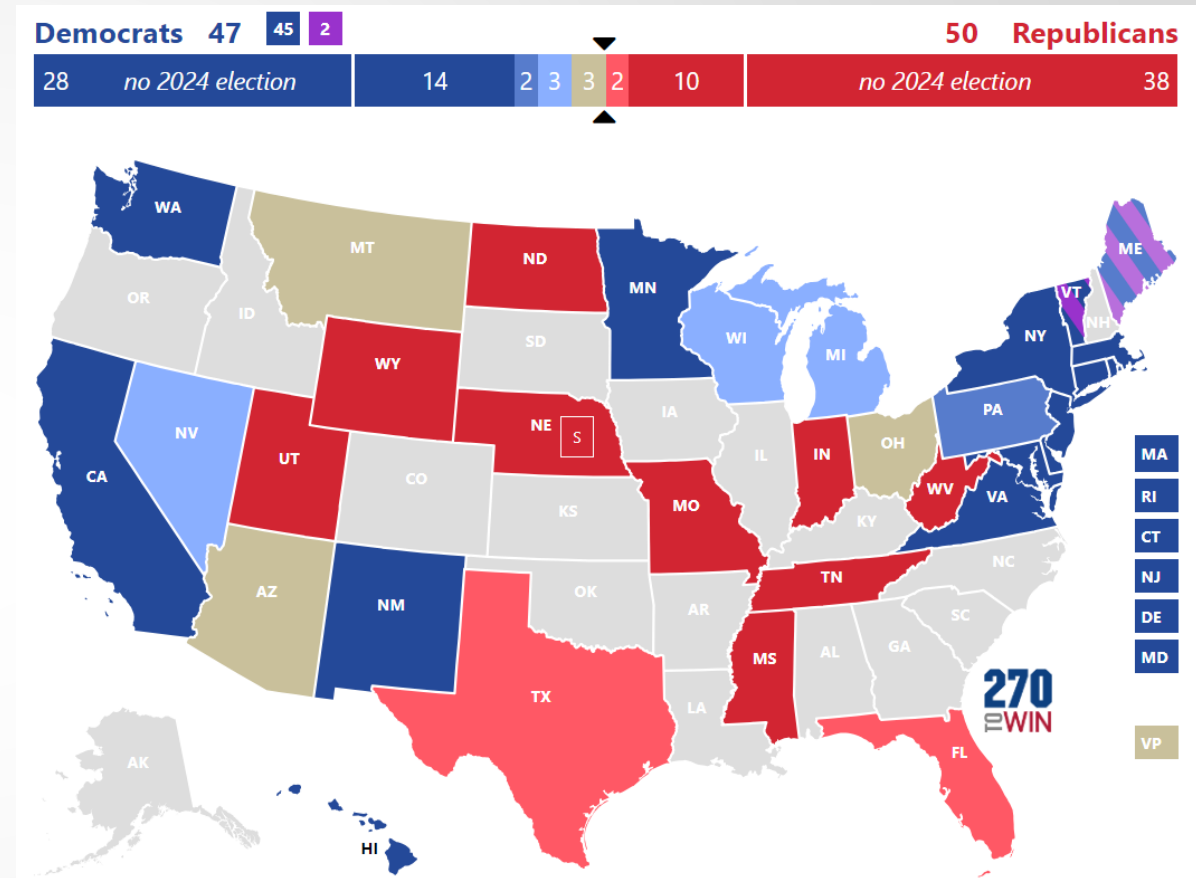 Democrats 47 45 2 50 Republicans
28 no 2024 election 14 2 3 3 2 10 no 2024 election 38
WA
MT
ND
MN
ME
VT
OR
ID
SD
WI
MI
NY
NH
WY
NV
UT
NE S
IA
PA
CA
CO
IL
IN
OH
MA
KS
MO
WV
VA
RI
KY
CT
AZ
NM
OK
AR
TN
NC
NJ
SC
DE
TX
MS
AL
GA
MD
LA
270
TO WIN
FL
VP
AK
HI